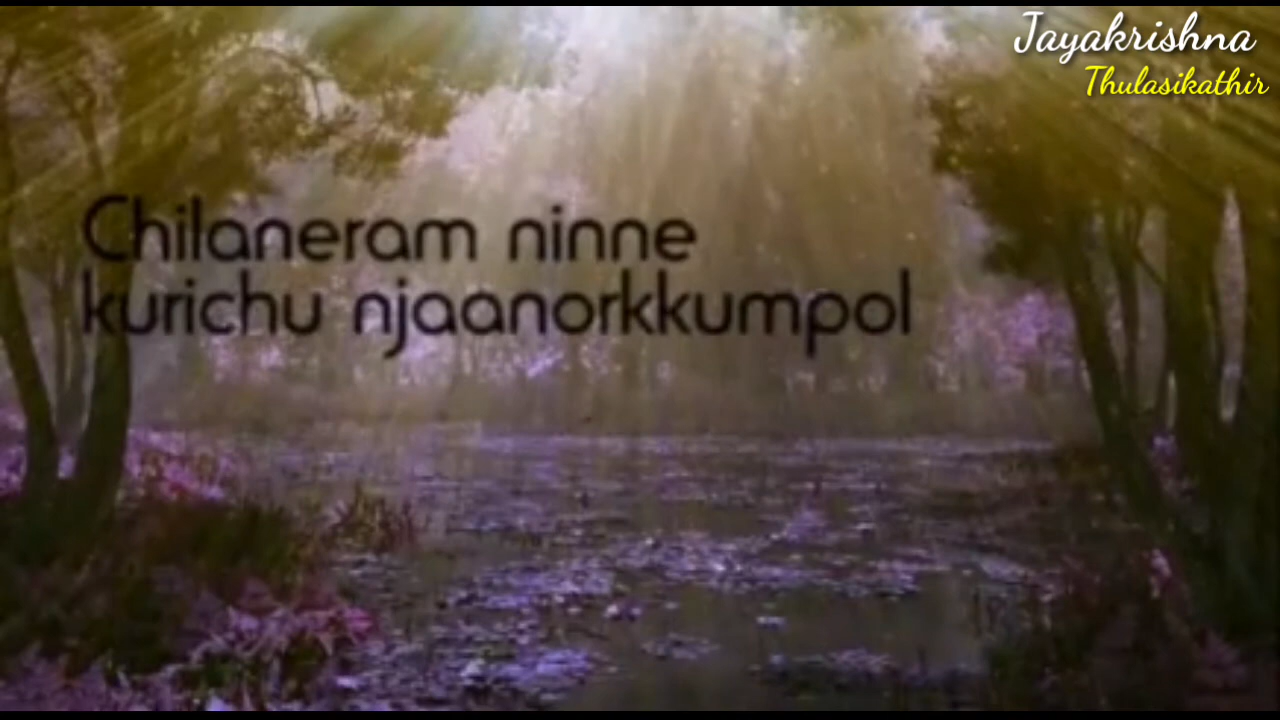 Jayakrishna
Thulasikathir
Chilaneram ninne
kurichu njaanorkkumpol